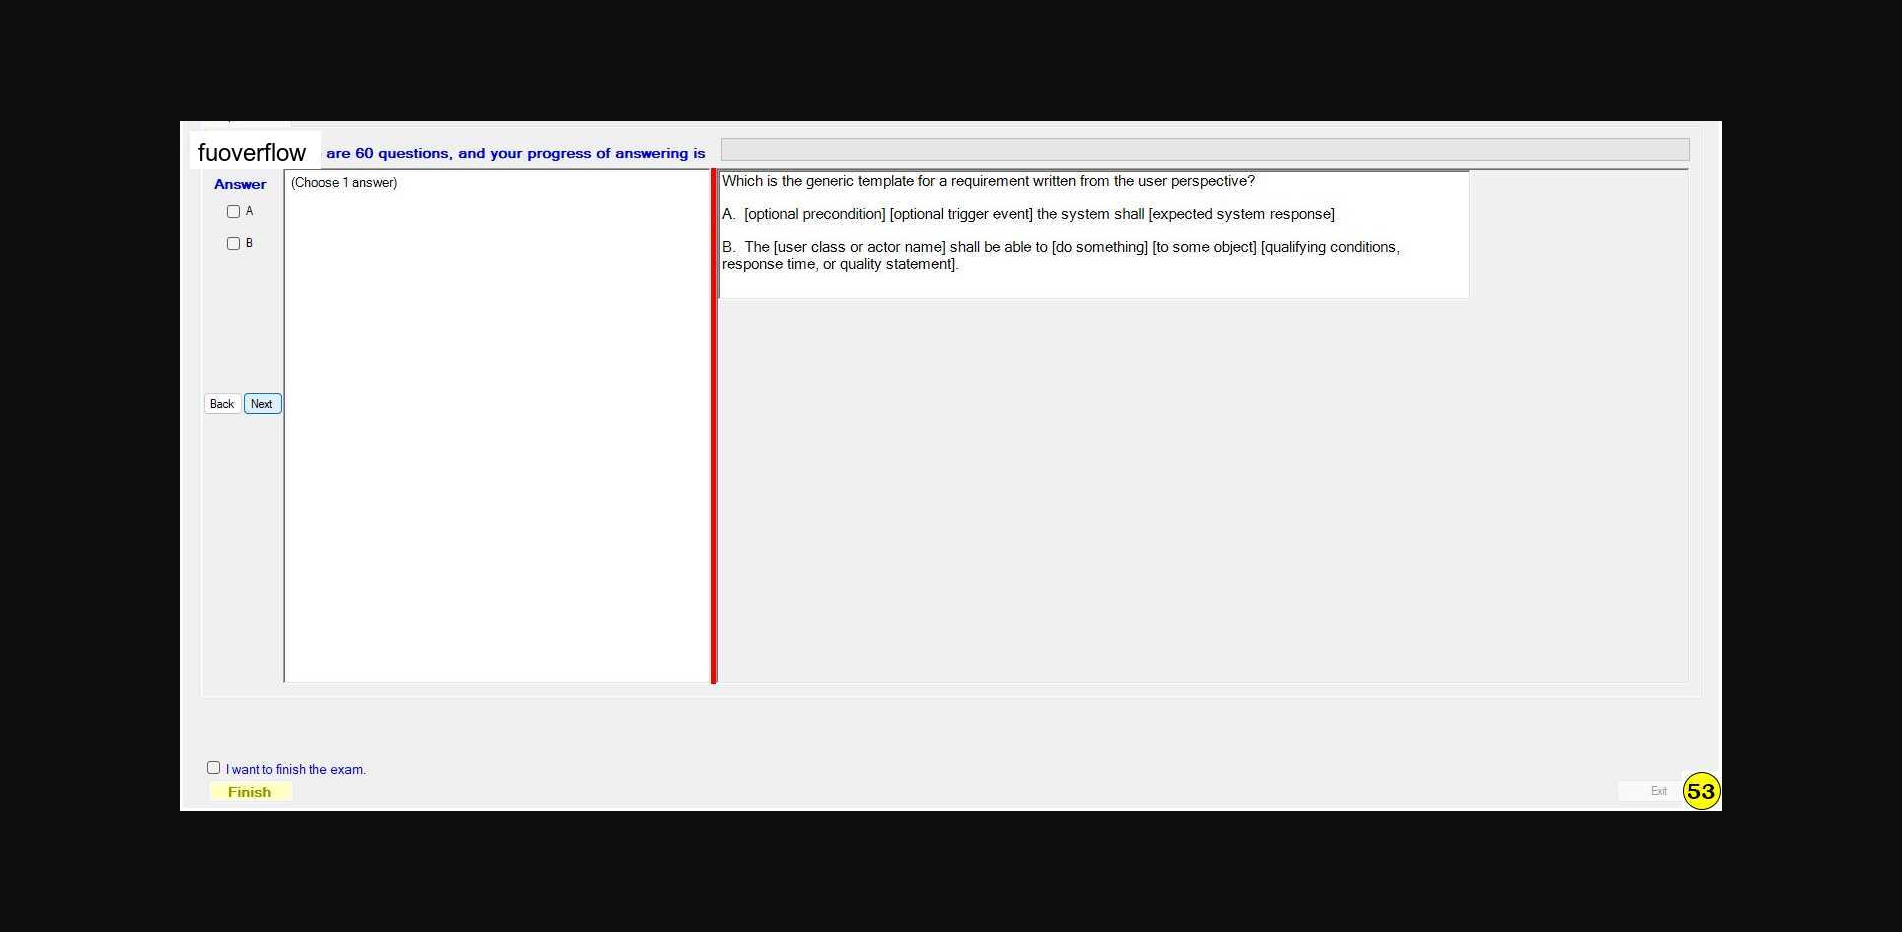 fuoverflow are 60 questions, and your progress of answering is
Answer
(Choose 1 answer)
A
B
Back Next
Which is the generic template for a requirement written from the user perspective?
A. [optional precondition] [optional trigger event] the system shall [expected system response]
B. The [user class or actor name] shall be able to [do something] [to some object] [qualifying conditions,
response time, or quality statement].
I want to finish the exam.
Finish
Exit
53